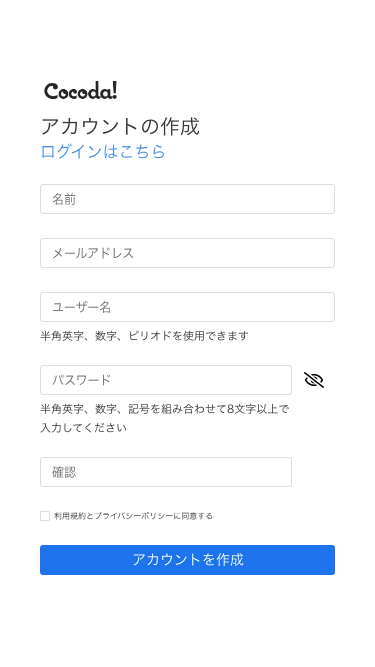 Cocoda!
アカウントの作成
ログインはこちら
名前
メールアドレス
ユーザー名
半角英字、数字、ピリオドを使用できます
パスワード
半角英字、数字、記号を組み合わせて8文字以上で
入力してください
確認
利用規約とプライバシーポリシーに同意する
アカウントを作成